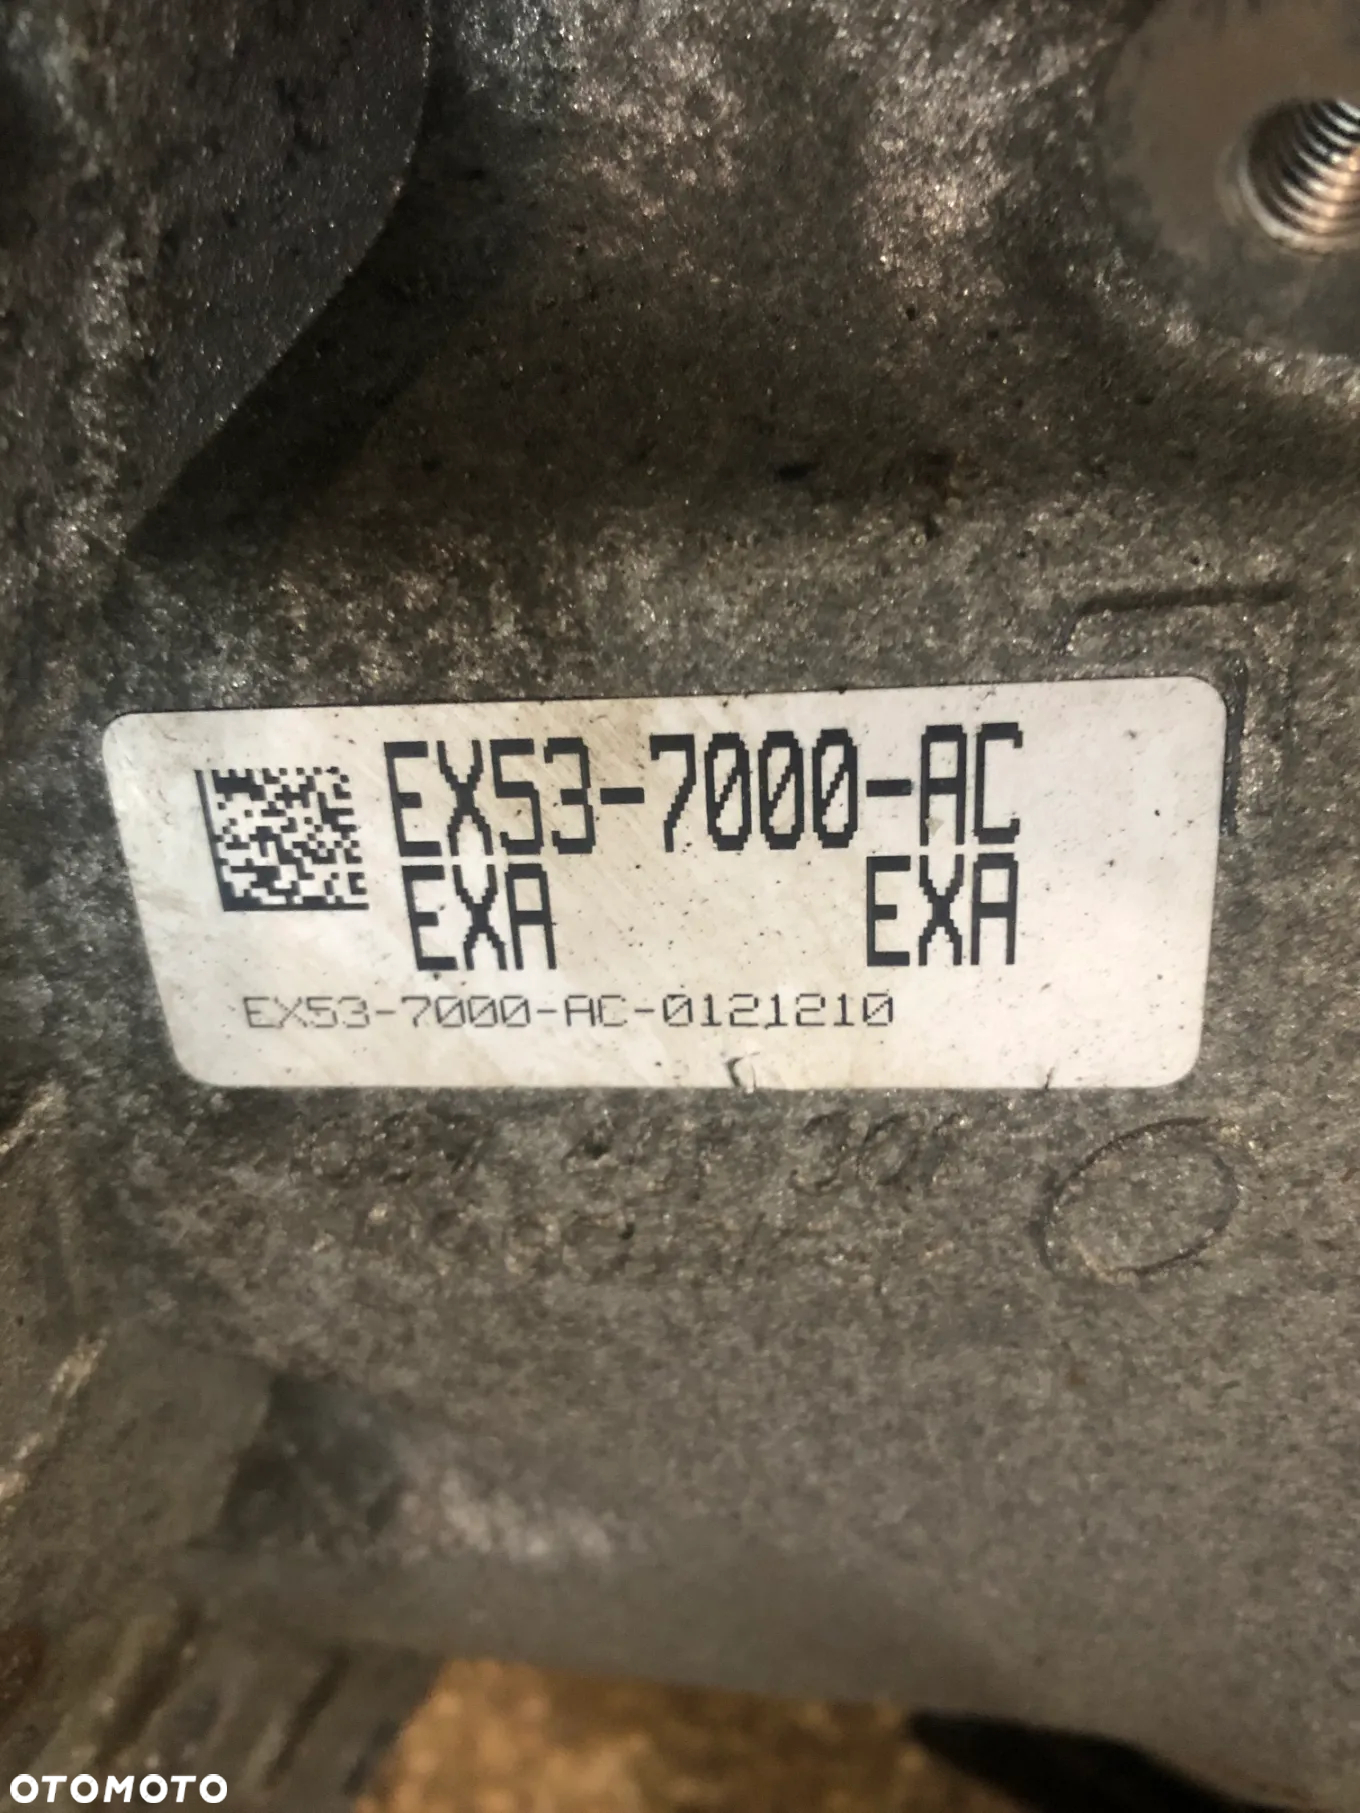 EX53-7000-AC
EXA EXA
EX53-7000-AC-0121210
OTOMOTO